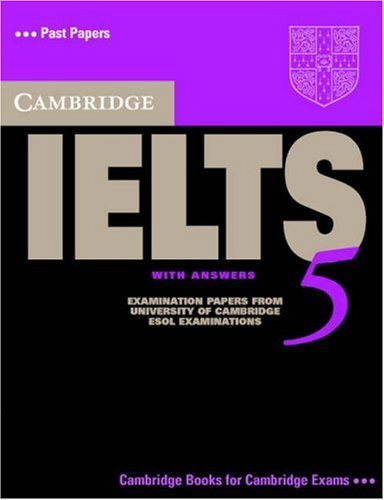 ••• Past Papers
CAMBRIDGE
IELTS
5
WITH ANSWERS
EXAMINATION PAPERS FROM
UNIVERSITY OF CAMBRIDGE
ESOL EXAMINATIONS
Cambridge Books for Cambridge Exams •••